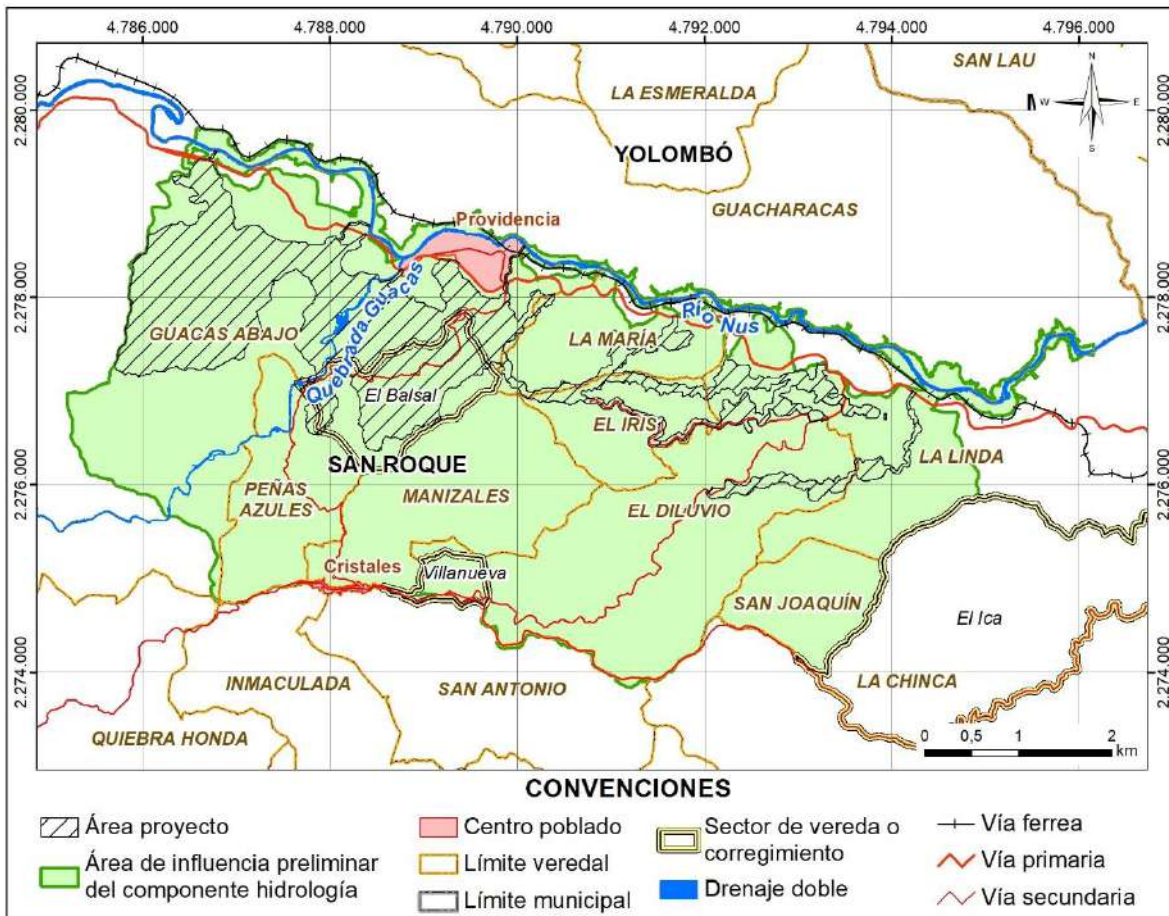 4.786.000
4.788.000
4.790.000
4.792.000
4.794.000
4.796.000
2.280.000
2.278.000
2.276.000
2.274.000
2.280.000
2.278.000
2.276.000
2.274.000
N
W
E
S
SAN LAU
LA ESMERALDA
YOLOMBÓ
GUACHARACAS
Providencia
Quebrada Guacas
Río Nus
GUACAS ABAJO
LA MARÍA
El Balsal
EL IRIS
SAN ROQUE
LA LINDA
PEÑAS
AZULES
MANIZALES
EL DILUVIO
Cristales
Villanueva
SAN JOAQUÍN
El Ica
INMACULADA
SAN ANTONIO
LA CHINCA
QUIEBRA HONDA
0
0,5
1
2
km
CONVENCIONES
Área proyecto
Área de influencia preliminar
del componente hidrología
Centro poblado
Límite veredal
Límite municipal
Sector de vereda o
corregimiento
Drenaje doble
Vía ferrea
Vía primaria
Vía secundaria